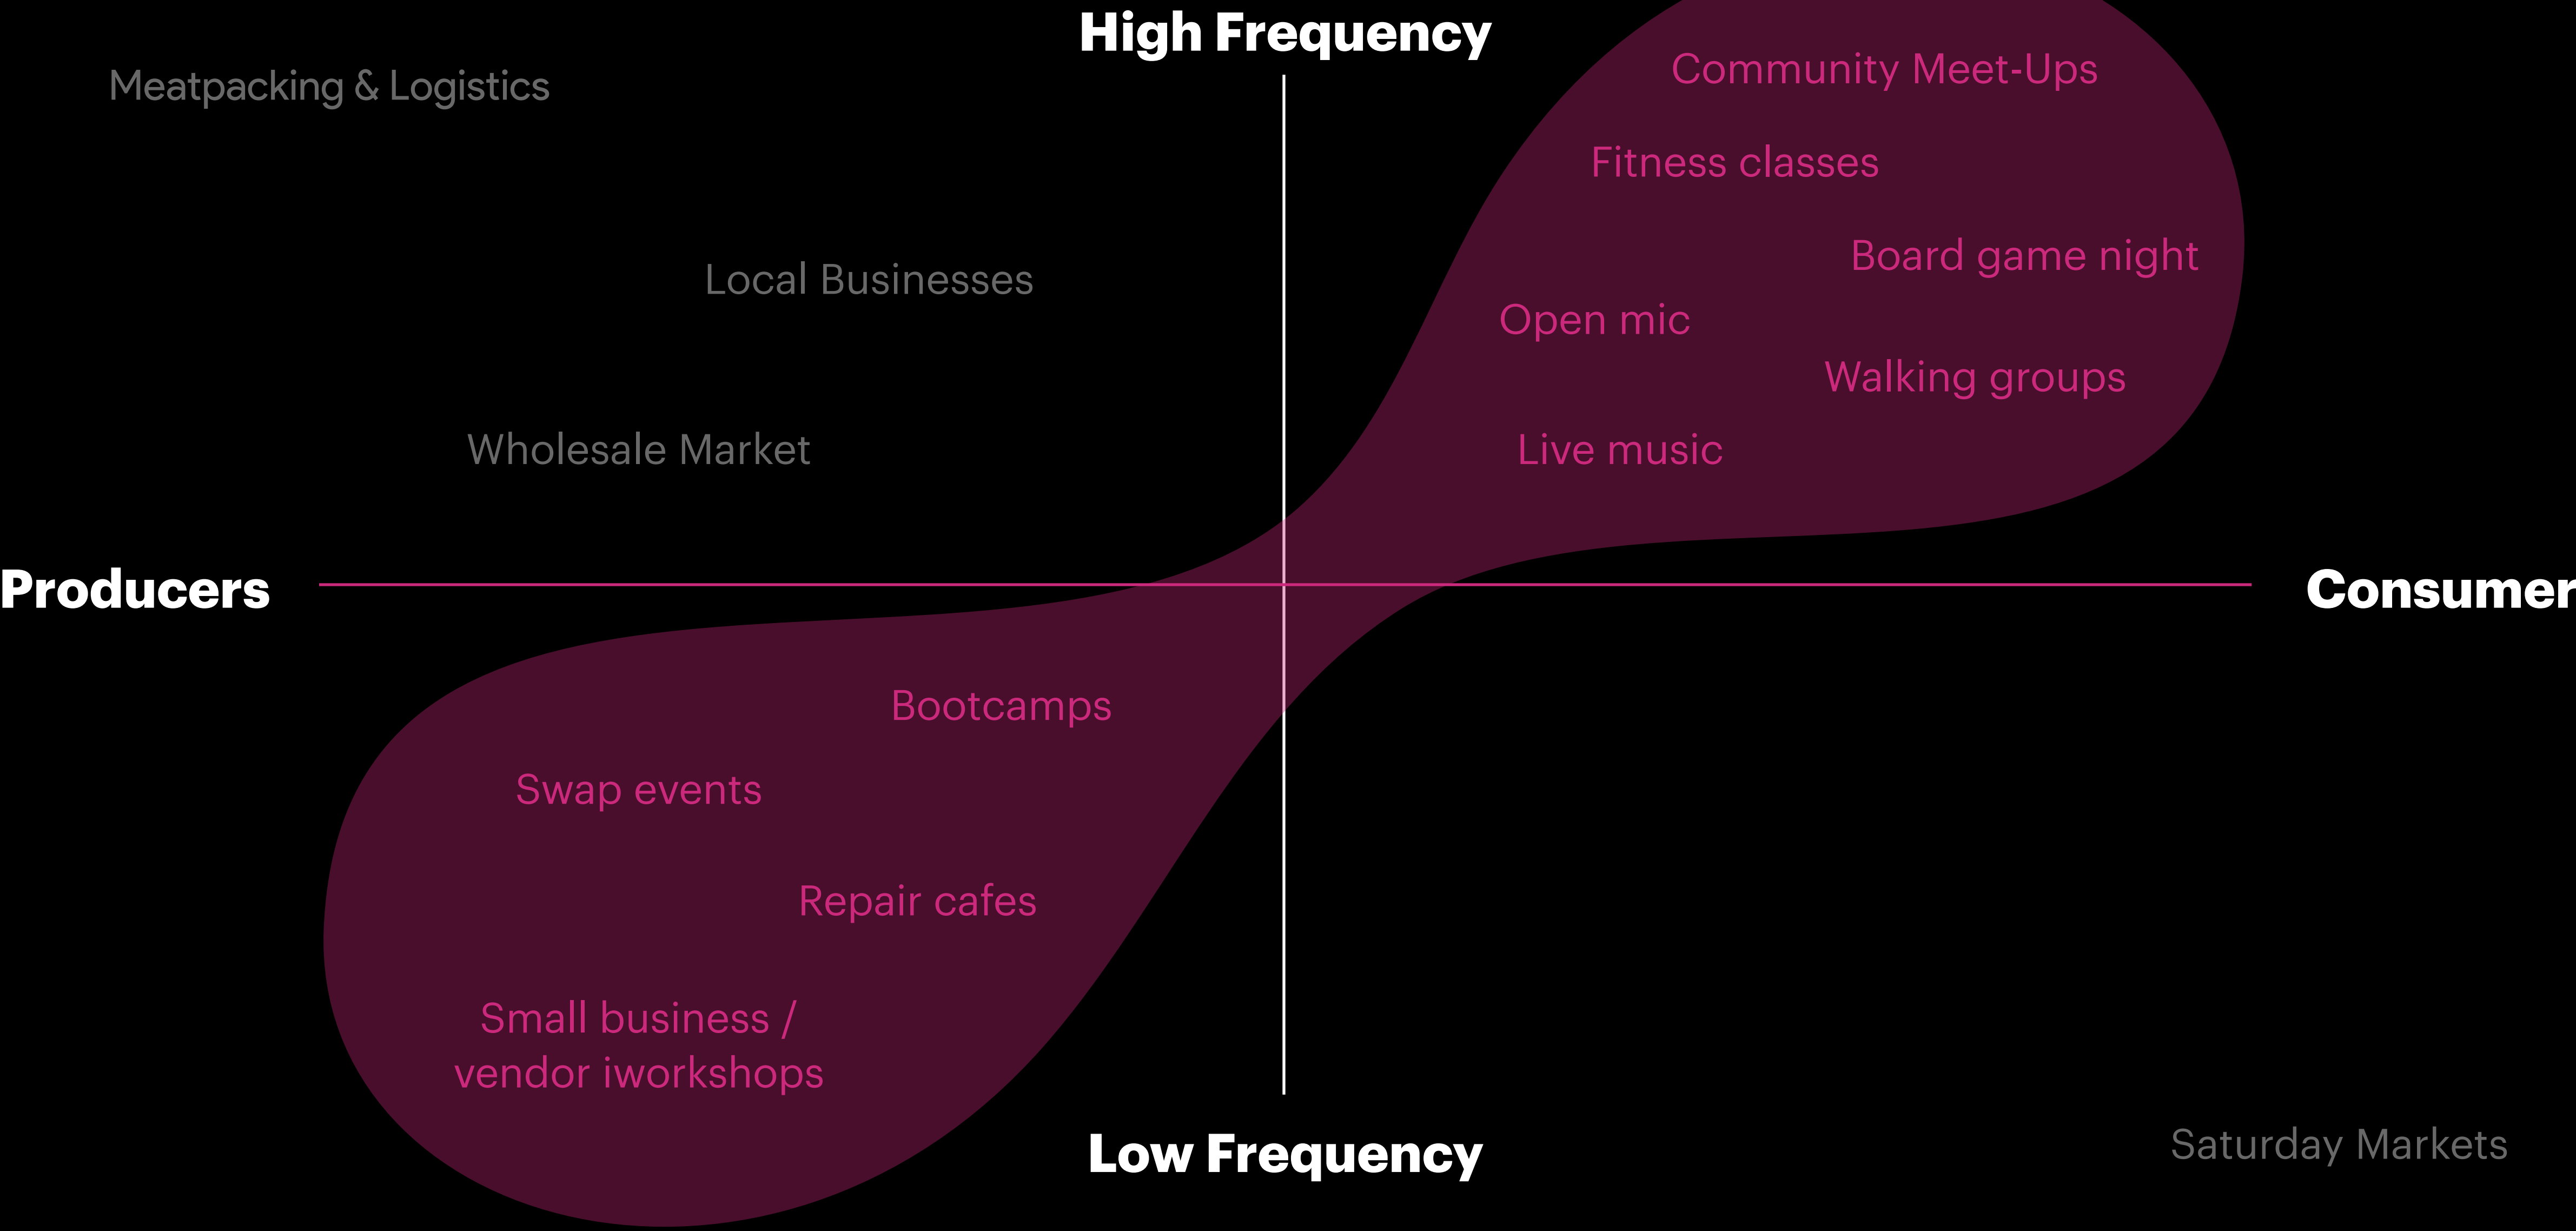 High Frequency
Meatpacking & Logistics
Community Meet-Ups
Fitness classes
Local Businesses
Board game night
Open mic
Walking groups
Wholesale Market
Live music
Producers
Consumer
Bootcamps
Swap events
Repair cafes
Small business /
vendor iworkshops
Low Frequency
Saturday Markets